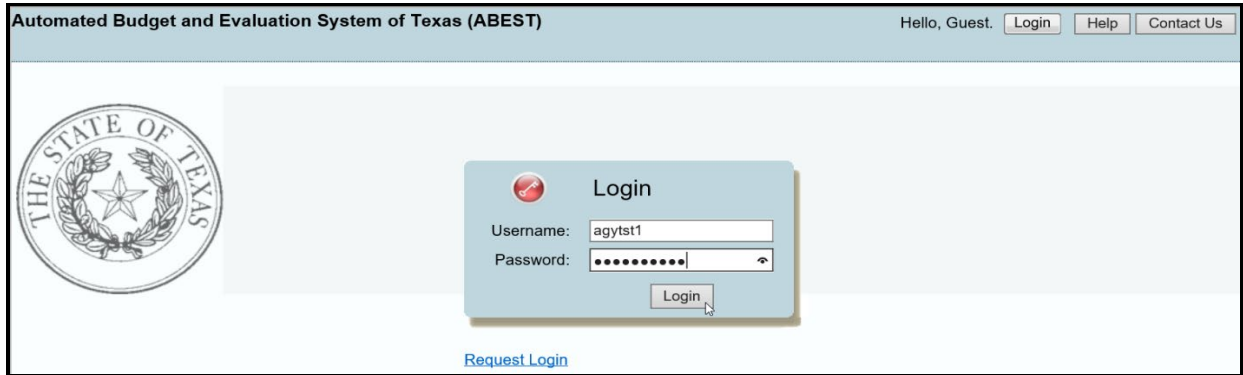 Automated Budget and Evaluation System of Texas (ABEST)
Hello, Guest. Login Help Contact Us
THE STATE OF TEXAS
Login
Username: agytst1
Password: ●●●●●●●●●●
Login
Request Login